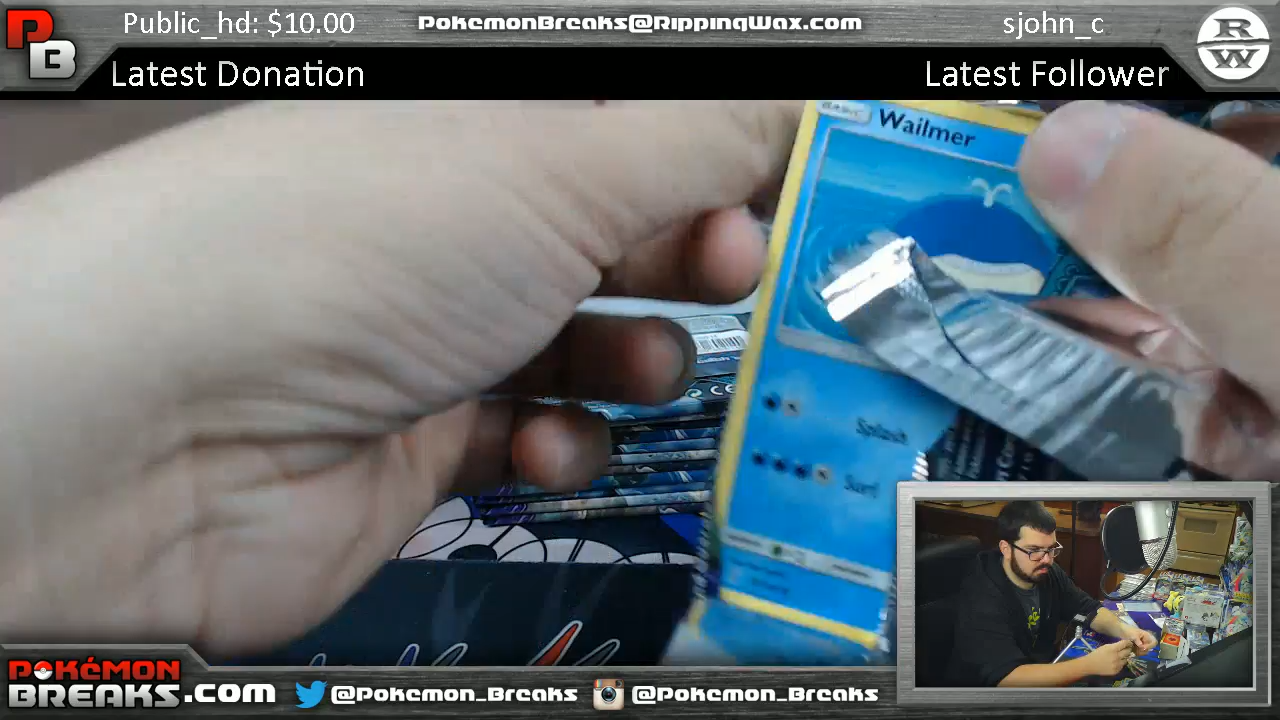 Public_hd: $10.00
PokemonBreaks@RippingWax.com
sjohn_c
PB
Latest Donation
Latest Follower
RW
BASIC
Wailmer
Splash
Surf
POKéMON
BREAKS.com
@Pokemon_Breaks
@Pokemon_Breaks